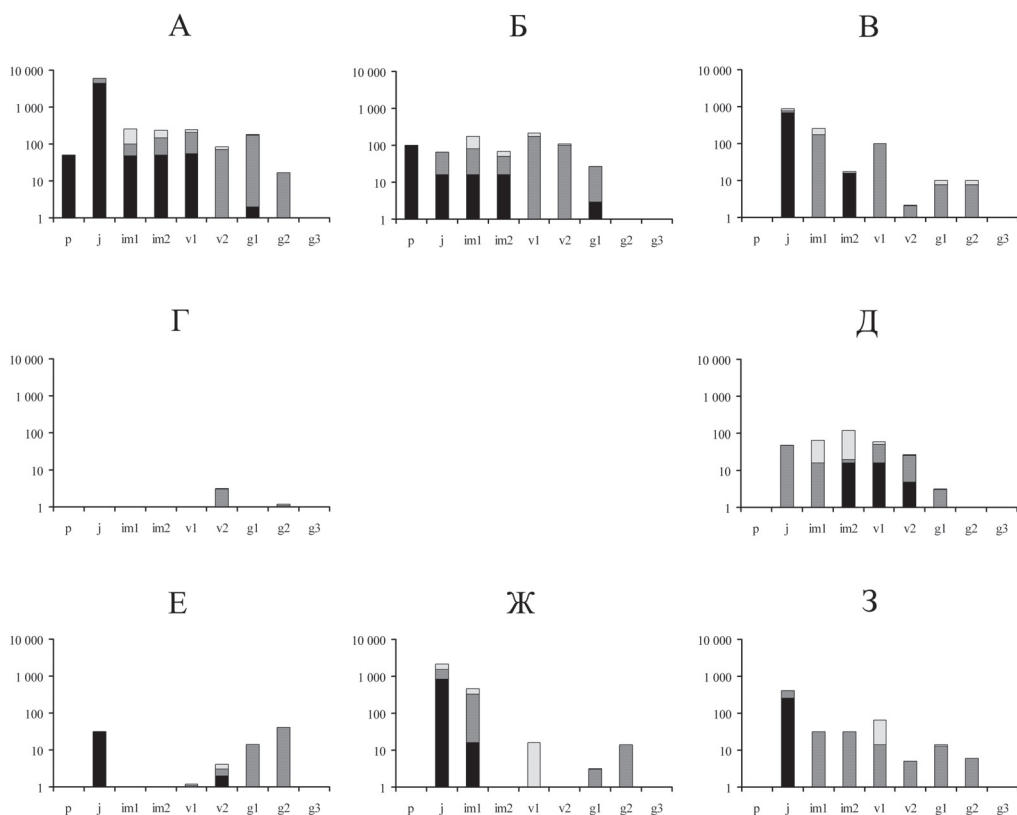 А Б В
10 000 10 000 10 000
1 000 1 000 1 000
100 100 100
10 10 10
1 1 1
p j im1 im2 v1 v2 g1 g2 g3 p j im1 im2 v1 v2 g1 g2 g3 p j im1 im2 v1 v2 g1 g2 g3
Г Д
10 000 10 000
1 000 1 000
100 100
10 10
1 1
p j im1 im2 v1 v2 g1 g2 g3 p j im1 im2 v1 v2 g1 g2 g3
Е Ж З
10 000 10 000 10 000
1 000 1 000 1 000
100 100 100
10 10 10
1 1 1
p j im1 im2 v1 v2 g1 g2 g3 p j im1 im2 v1 v2 g1 g2 g3 p j im1 im2 v1 v2 g1 g2 g3